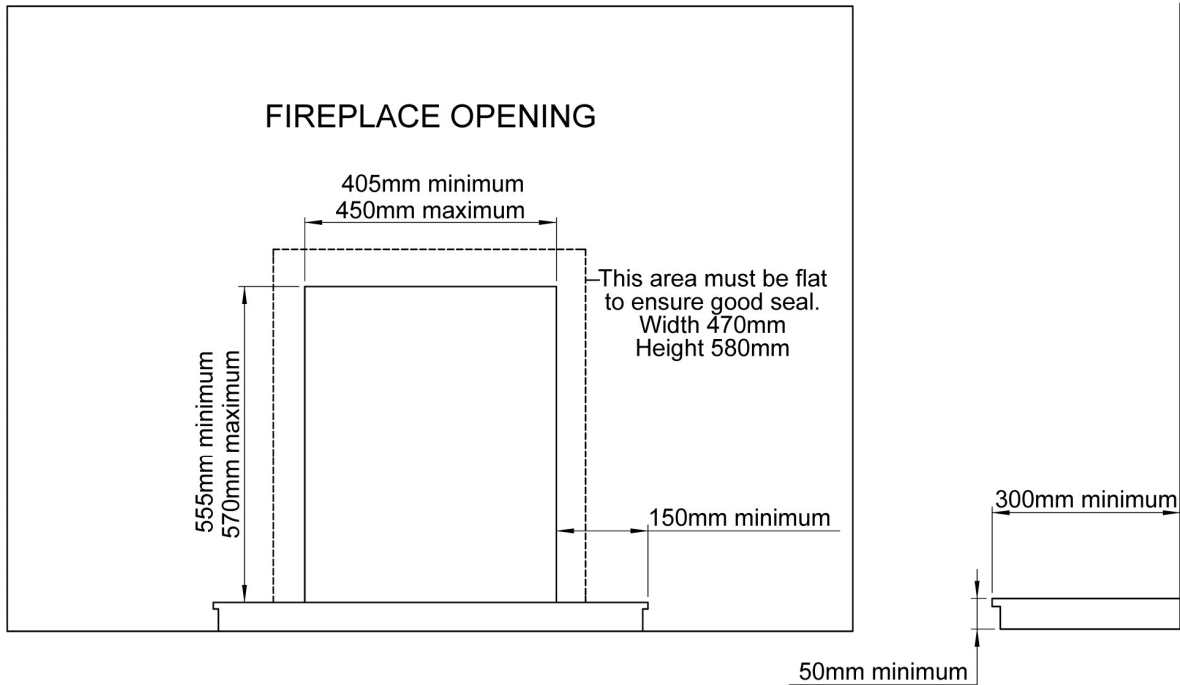 FIREPLACE OPENING
405mm minimum
450mm maximum
This area must be flat
to ensure good seal.
Width 470mm
Height 580mm
555mm minimum
570mm maximum
150mm minimum
300mm minimum
50mm minimum